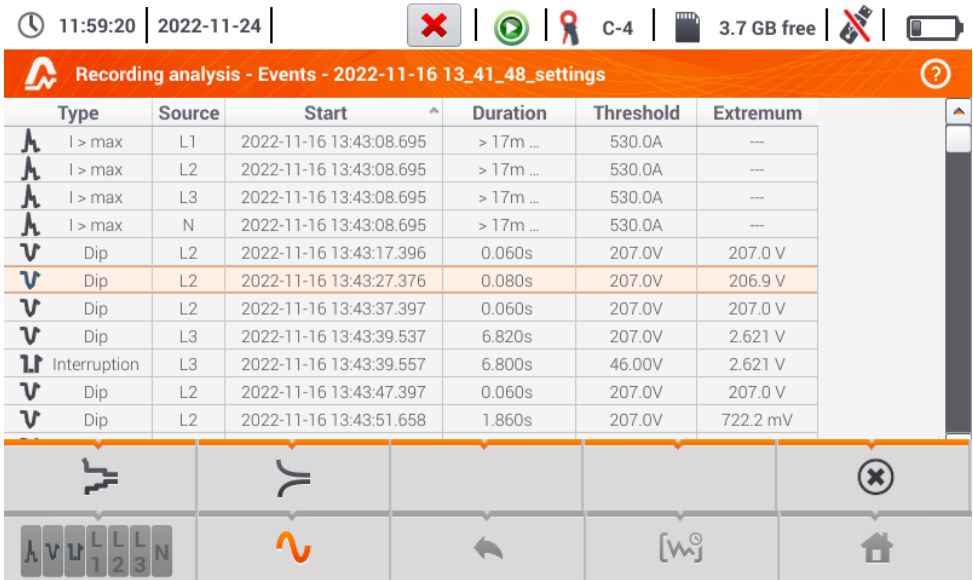 11:59:20 2022-11-24 C-4 3.7 GB free
Recording analysis - Events - 2022-11-16 13_41_48_settings ?
Type Source Start Duration Threshold Extremum
I > max L1 2022-11-16 13:43:08.695 > 17m ... 530.0A ---
I > max L2 2022-11-16 13:43:08.695 > 17m ... 530.0A ---
I > max L3 2022-11-16 13:43:08.695 > 17m ... 530.0A ---
I > max N 2022-11-16 13:43:08.695 > 17m ... 530.0A ---
Dip L2 2022-11-16 13:43:17.396 0.060s 207.0V 207.0 V
Dip L2 2022-11-16 13:43:27.376 0.080s 207.0V 206.9 V
Dip L2 2022-11-16 13:43:37.397 0.060s 207.0V 207.0 V
Dip L3 2022-11-16 13:43:39.537 6.820s 207.0V 2.621 V
Interruption L3 2022-11-16 13:43:39.557 6.800s 46.00V 2.621 V
Dip L2 2022-11-16 13:43:47.397 0.060s 207.0V 207.0 V
Dip L2 2022-11-16 13:43:51.658 1.860s 207.0V 722.2 mV
L1 L2 L3 N